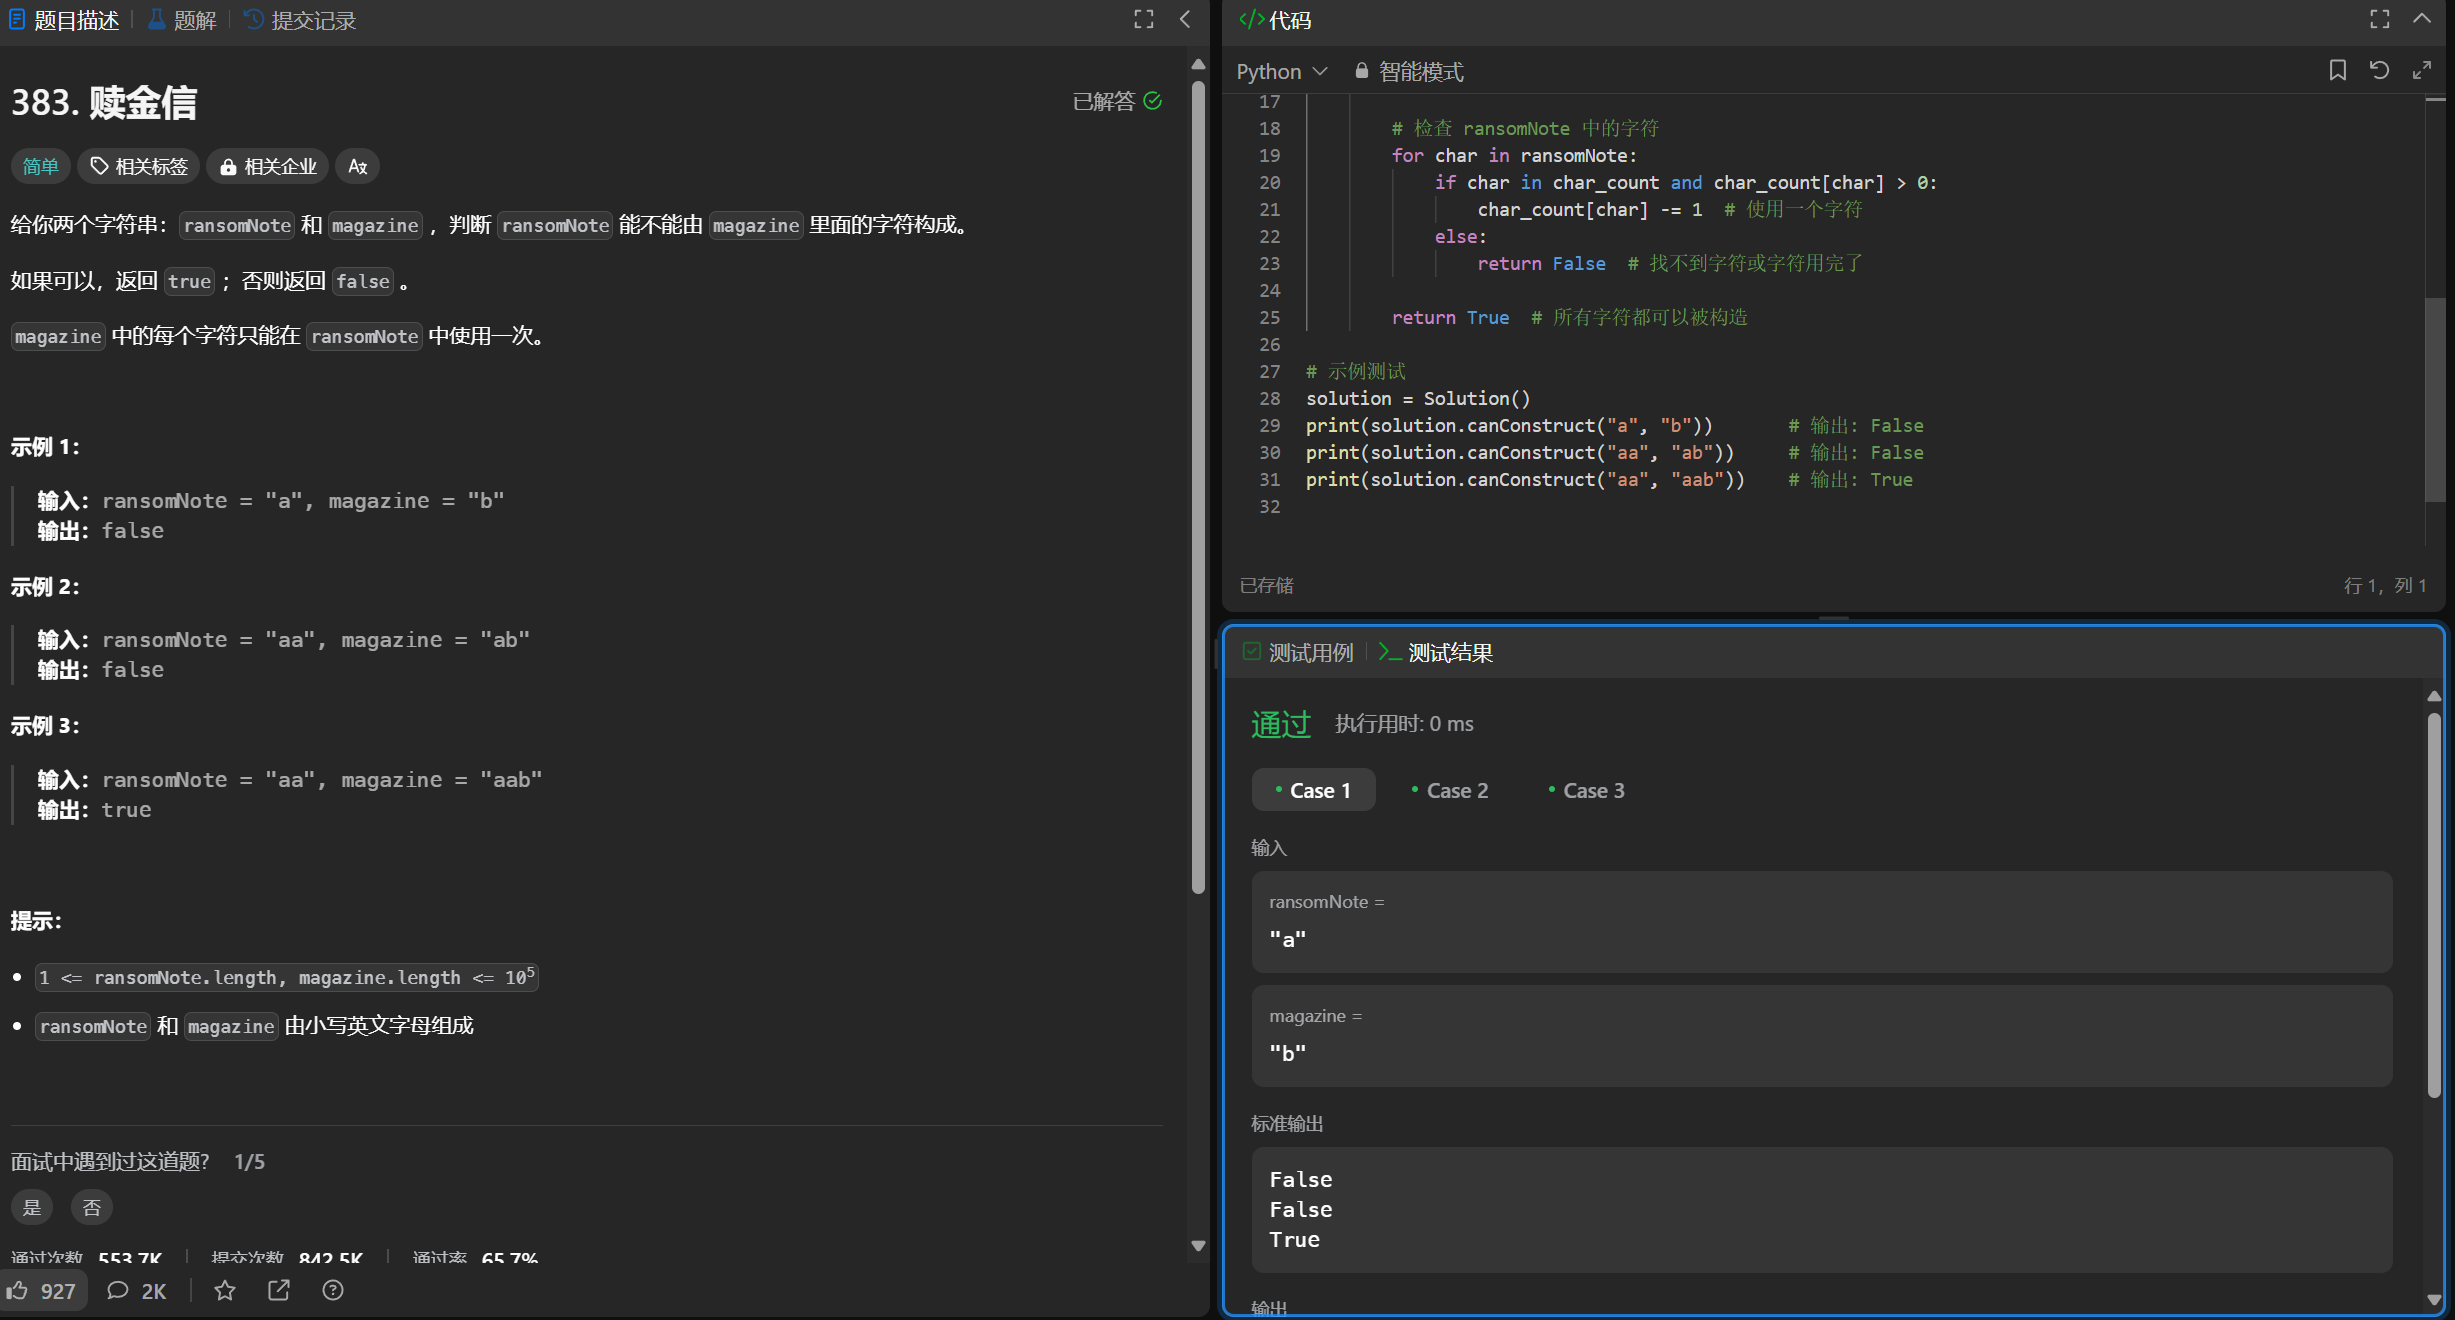 题目描述 题解 提交记录
383. 赎金信
已解答
简单 相关标签 相关企业
给你两个字符串：ransomNote 和 magazine ，判断 ransomNote 能不能由 magazine 里面的字符构成。
如果可以，返回 true ；否则返回 false 。
magazine 中的每个字符只能在 ransomNote 中使用一次。
示例 1：
输入：ransomNote = "a", magazine = "b"
输出：false
示例 2：
输入：ransomNote = "aa", magazine = "ab"
输出：false
示例 3：
输入：ransomNote = "aa", magazine = "aab"
输出：true
提示：
1 <= ransomNote.length, magazine.length <= 10⁵
ransomNote 和 magazine 由小写英文字母组成
面试中遇到过这道题? 1/5
是 否
通过次数 553.7K 提交次数 842.5K 通过率 65.7%
927 2K
代码
Python 智能模式
17
18 # 检查 ransomNote 中的字符
19 for char in ransomNote:
20 if char in char_count and char_count[char] > 0:
21 char_count[char] -= 1 # 使用一个字符
22 else:
23 return False # 找不到字符或字符用完了
24
25 return True # 所有字符都可以被构造
26
27 # 示例测试
28 solution = Solution()
29 print(solution.canConstruct("a", "b")) # 输出: False
30 print(solution.canConstruct("aa", "ab")) # 输出: False
31 print(solution.canConstruct("aa", "aab")) # 输出: True
32
已存储 行 1，列 1
测试用例 测试结果
通过 执行用时: 0 ms
Case 1 Case 2 Case 3
输入
ransomNote =
"a"
magazine =
"b"
标准输出
False
False
True
输出